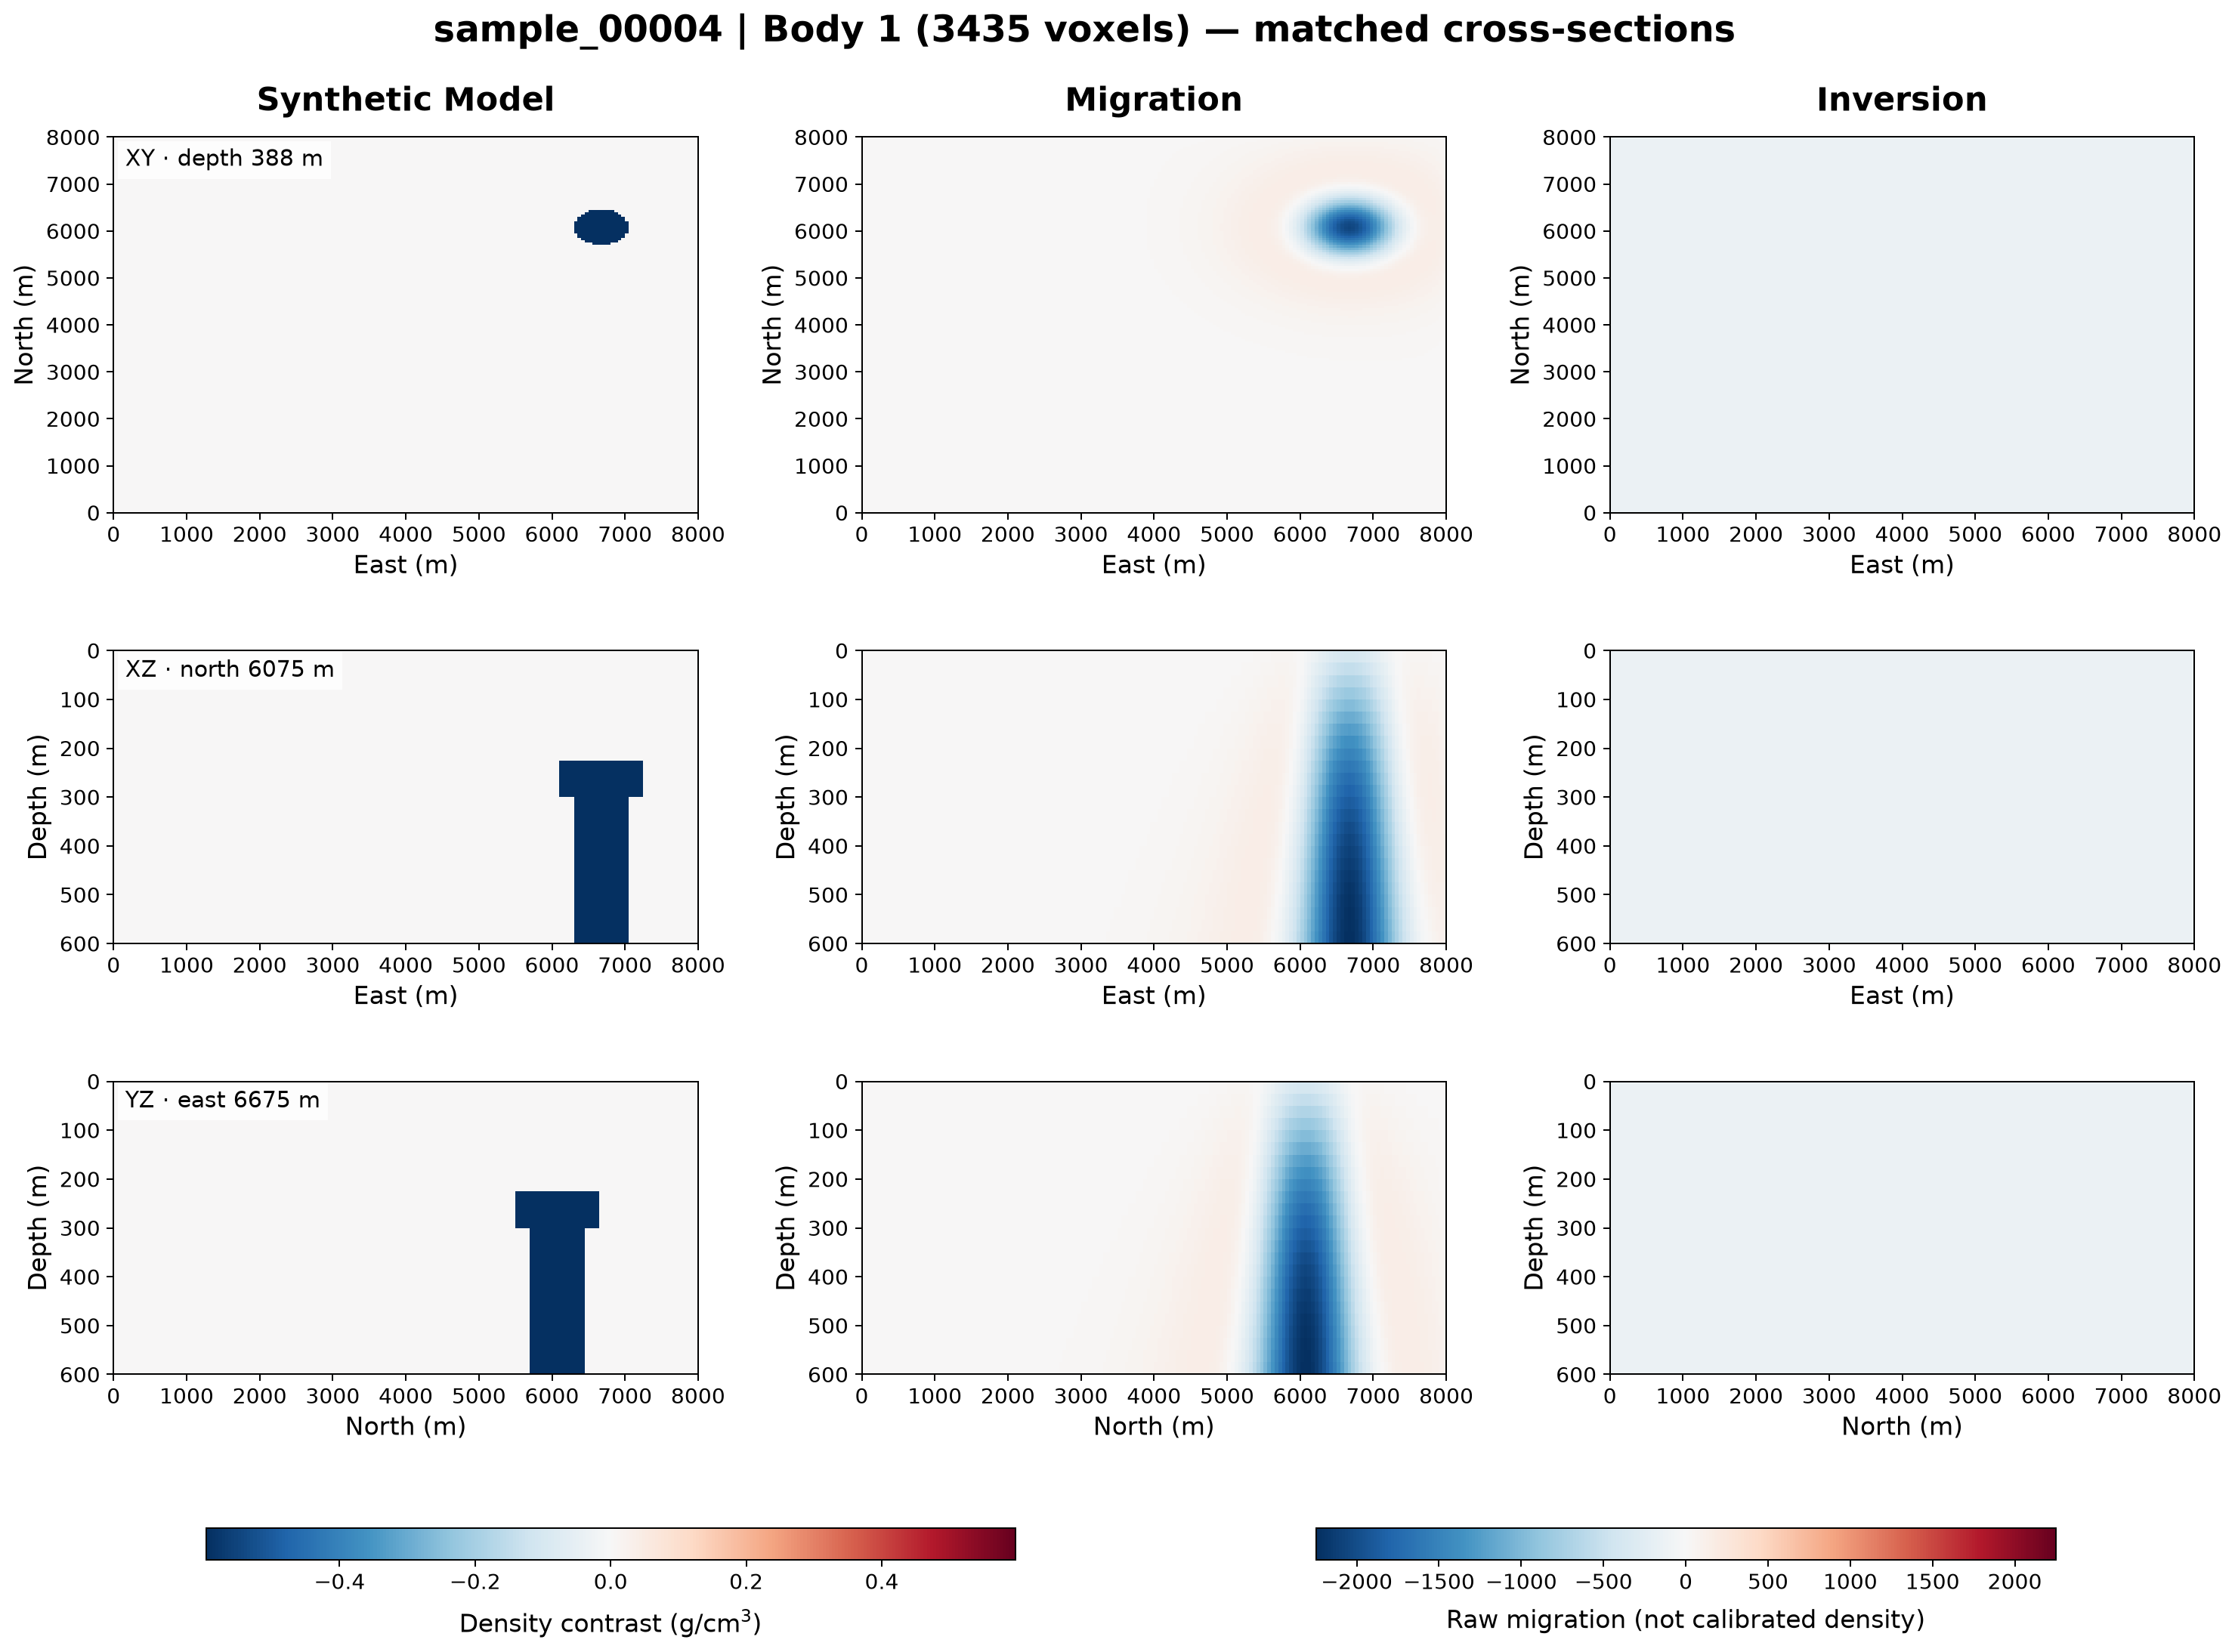 sample_00004 | Body 1 (3435 voxels) — matched cross-sections
Synthetic Model
Migration
Inversion
XY · depth 388 m
8000
7000
6000
5000
4000
3000
2000
1000
0
North (m)
0 1000 2000 3000 4000 5000 6000 7000 8000
East (m)
8000
7000
6000
5000
4000
3000
2000
1000
0
North (m)
0 1000 2000 3000 4000 5000 6000 7000 8000
East (m)
8000
7000
6000
5000
4000
3000
2000
1000
0
North (m)
0 1000 2000 3000 4000 5000 6000 7000 8000
East (m)
XZ · north 6075 m
0
100
200
300
400
500
600
Depth (m)
0 1000 2000 3000 4000 5000 6000 7000 8000
East (m)
0
100
200
300
400
500
600
Depth (m)
0 1000 2000 3000 4000 5000 6000 7000 8000
East (m)
0
100
200
300
400
500
600
Depth (m)
0 1000 2000 3000 4000 5000 6000 7000 8000
East (m)
YZ · east 6675 m
0
100
200
300
400
500
600
Depth (m)
0 1000 2000 3000 4000 5000 6000 7000 8000
North (m)
0
100
200
300
400
500
600
Depth (m)
0 1000 2000 3000 4000 5000 6000 7000 8000
North (m)
0
100
200
300
400
500
600
Depth (m)
0 1000 2000 3000 4000 5000 6000 7000 8000
North (m)
−0.4 −0.2 0.0 0.2 0.4
Density contrast (g/cm³)
−2000 −1500 −1000 −500 0 500 1000 1500 2000
Raw migration (not calibrated density)